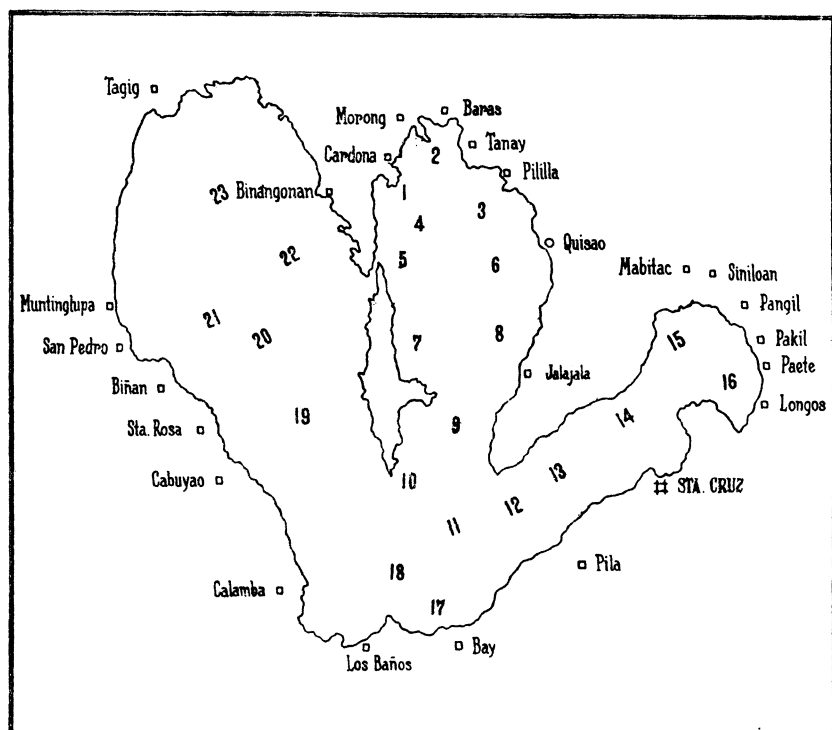 Tagig
Baras
Morong
Tanay
Cardona
2
Pililla
23
Binangonan
1
3
4
Quisao
22
5
6
Mabitac
Siniloan
Muntinglupa
Pangil
21
20
7
8
15
Pakil
San Pedro
Paete
Jalajala
16
Biñan
Longos
19
14
9
Sta. Rosa
Cabuyao
10
13
STA. CRUZ
12
11
Pila
18
Calamba
17
Bay
Los Baños